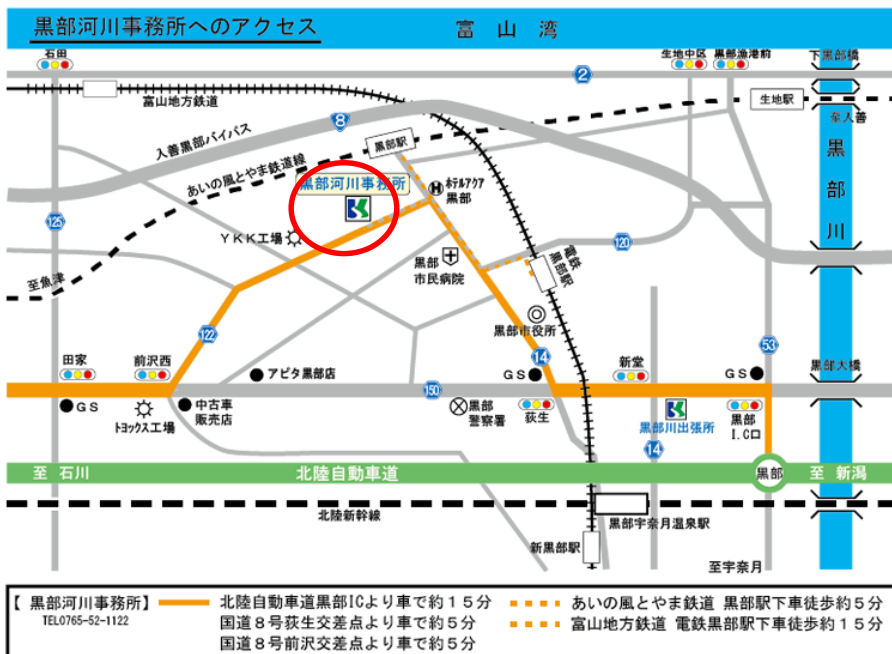 黒部河川事務所へのアクセス
富山湾
石田
生地中区
黒部漁港前
下黒部橋
2
富山地方鉄道
生地駅
至入善
8
入善黒部バイパス
黒部駅
黒部川
あいの風とやま鉄道線
黒部河川事務所
ホテルアクア
黒部
H
125
YKK工場
120
黒部
市民病院
電鉄
黒部駅
至魚津
黒部市役所
122
14
53
田家
前沢西
アピタ黒部店
GS
新堂
GS
黒部大橋
150
GS
トヨックス工場
中古車
販売店
黒部
警察署
荻生
黒部川出張所
黒部
I.C口
14
至 石川
北陸自動車道
黒部
至 新潟
北陸新幹線
黒部宇奈月温泉駅
新黒部駅
至宇奈月
【 黒部河川事務所】
TEL0765-52-1122
北陸自動車道黒部ICより車で約15分
国道8号荻生交差点より車で約5分
国道8号前沢交差点より車で約5分
あいの風とやま鉄道 黒部駅下車徒歩約5分
富山地方鉄道 電鉄黒部駅下車徒歩約15分